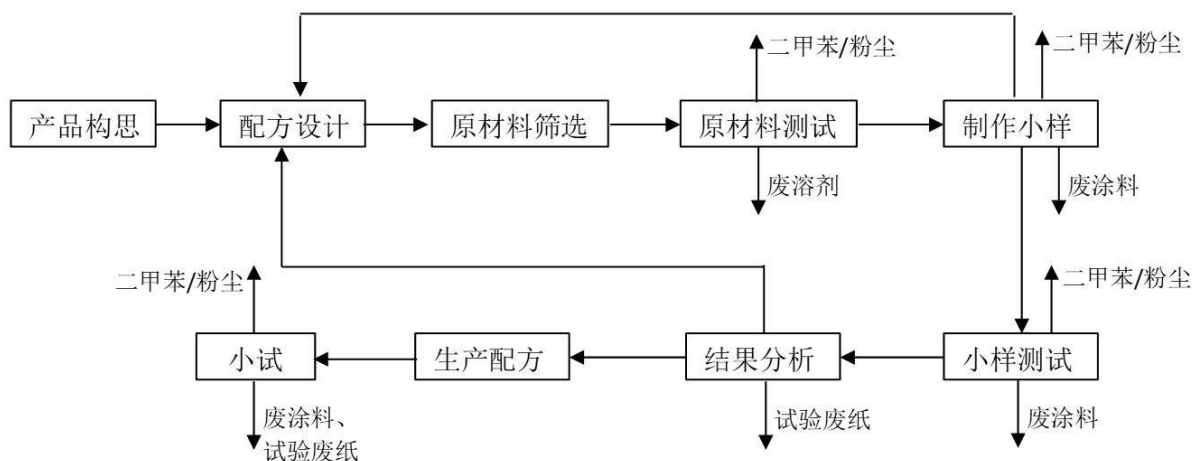 二甲苯/粉尘
二甲苯/粉尘
产品构思
配方设计
原材料筛选
原材料测试
制作小样
废溶剂
废涂料
二甲苯/粉尘
二甲苯/粉尘
小试
生产配方
结果分析
小样测试
废涂料、
试验废纸
试验废纸
废涂料